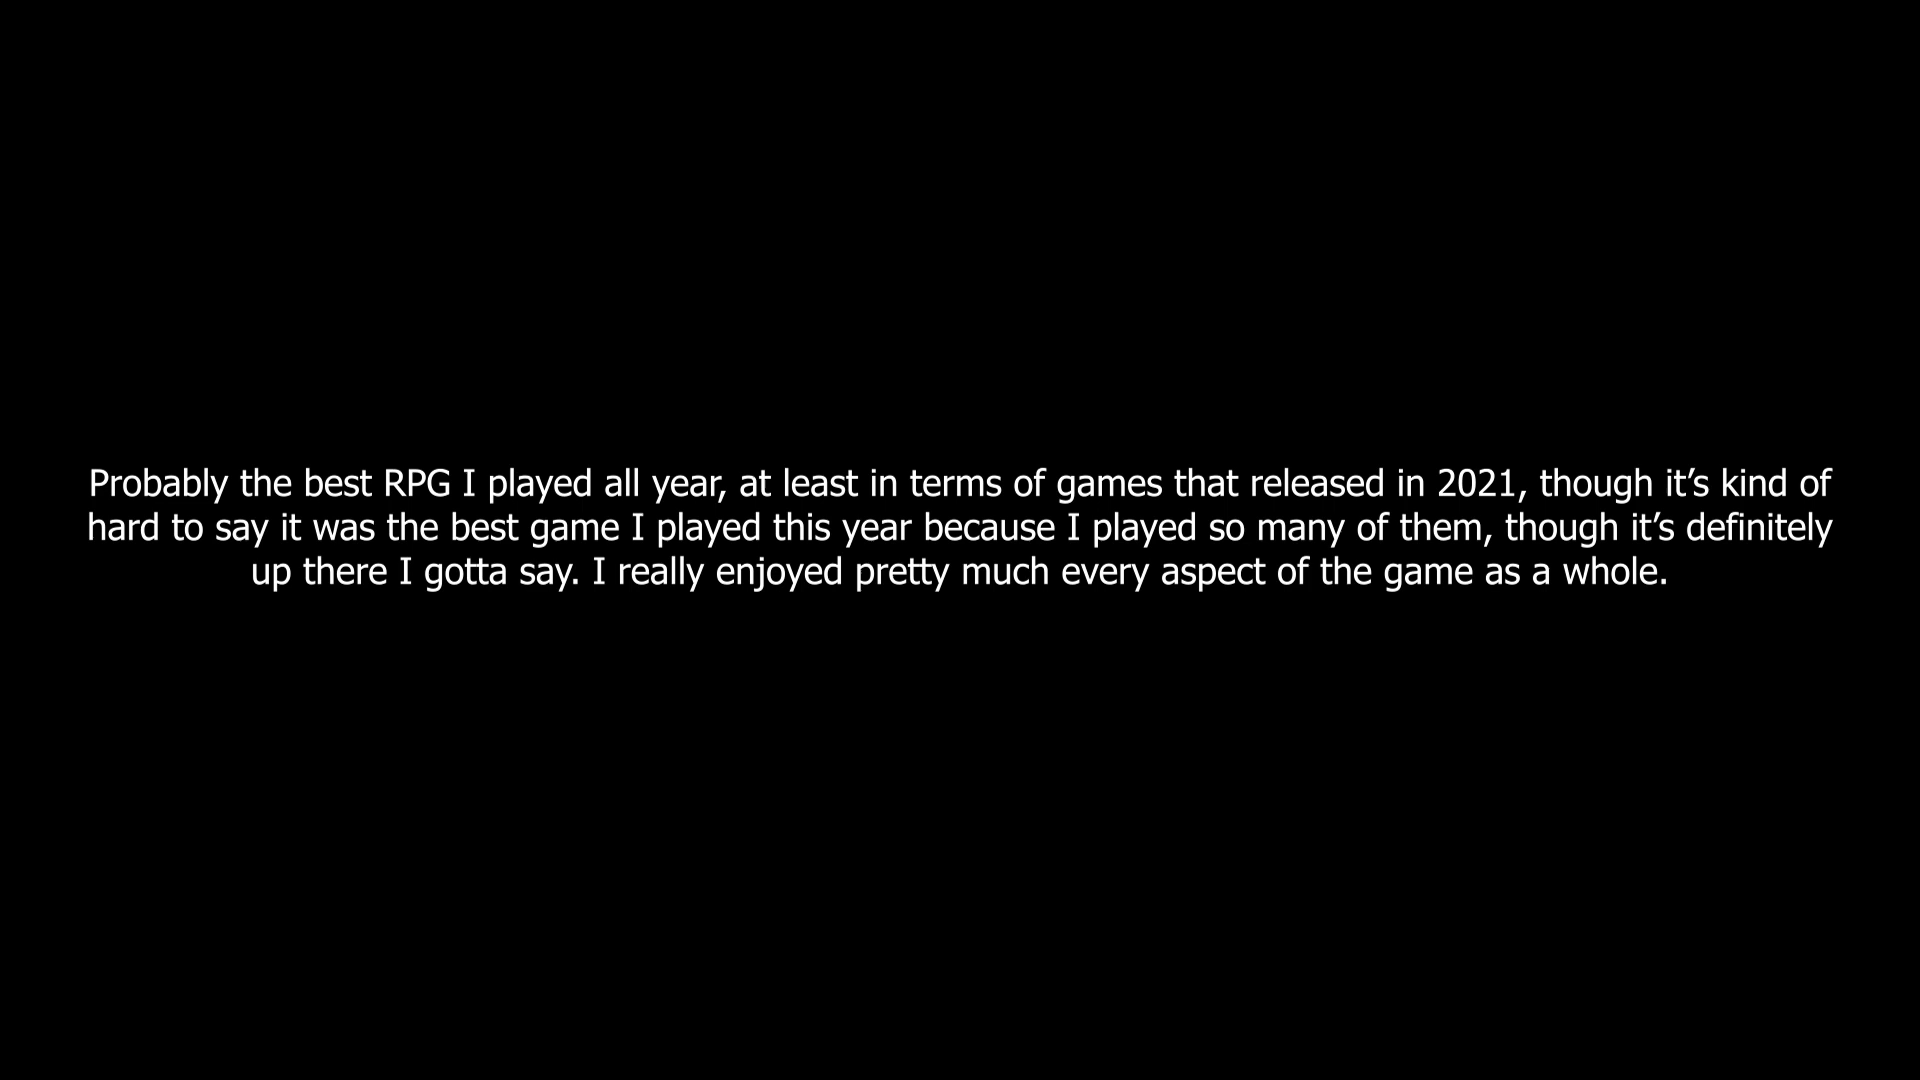 Probably the best RPG I played all year, at least in terms of games that released in 2021, though it’s kind of
hard to say it was the best game I played this year because I played so many of them, though it’s definitely
up there I gotta say. I really enjoyed pretty much every aspect of the game as a whole.